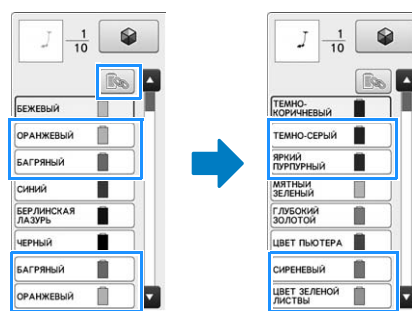 1
10
БЕЖЕВЫЙ
ОРАНЖЕВЫЙ
БАГРЯНЫЙ
СИНИЙ
БЕРЛИНСКАЯ
ЛАЗУРЬ
ЧЕРНЫЙ
БАГРЯНЫЙ
ОРАНЖЕВЫЙ
1
10
ТЕМНО-
КОРИЧНЕВЫЙ
ТЕМНО-СЕРЫЙ
ЯРКИЙ
ПУРПУРНЫЙ
МЯТНЫЙ
ЗЕЛЕНЫЙ
ГЛУБОКИЙ
ЗОЛОТОЙ
ЦВЕТ ПЬЮТЕРА
СИРЕНЕВЫЙ
ЦВЕТ ЗЕЛЕНОЙ
ЛИСТВЫ